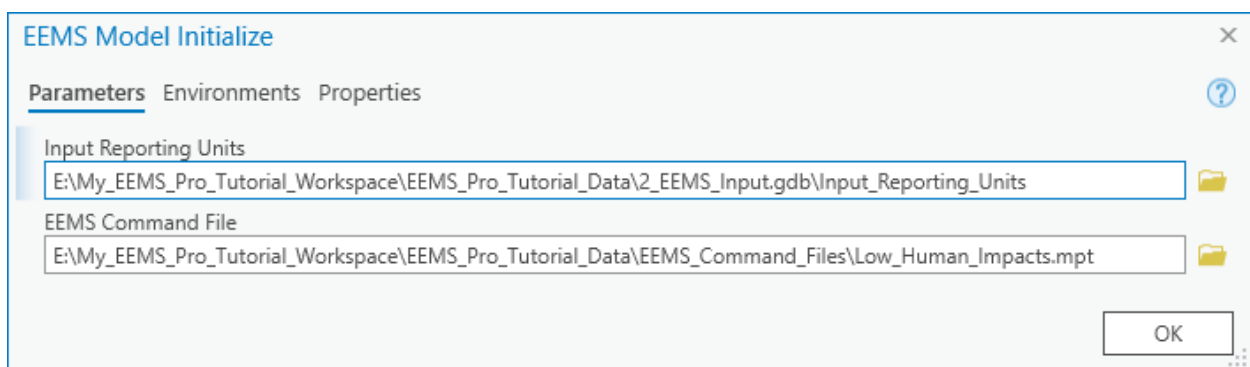 EEMS Model Initialize
Parameters Environments Properties
Input Reporting Units
E:\My_EEMS_Pro_Tutorial_Workspace\EEMS_Pro_Tutorial_Data\2_EEMS_Input.gdb\Input_Reporting_Units
EEMS Command File
E:\My_EEMS_Pro_Tutorial_Workspace\EEMS_Pro_Tutorial_Data\EEMS_Command_Files\Low_Human_Impacts.mpt
OK